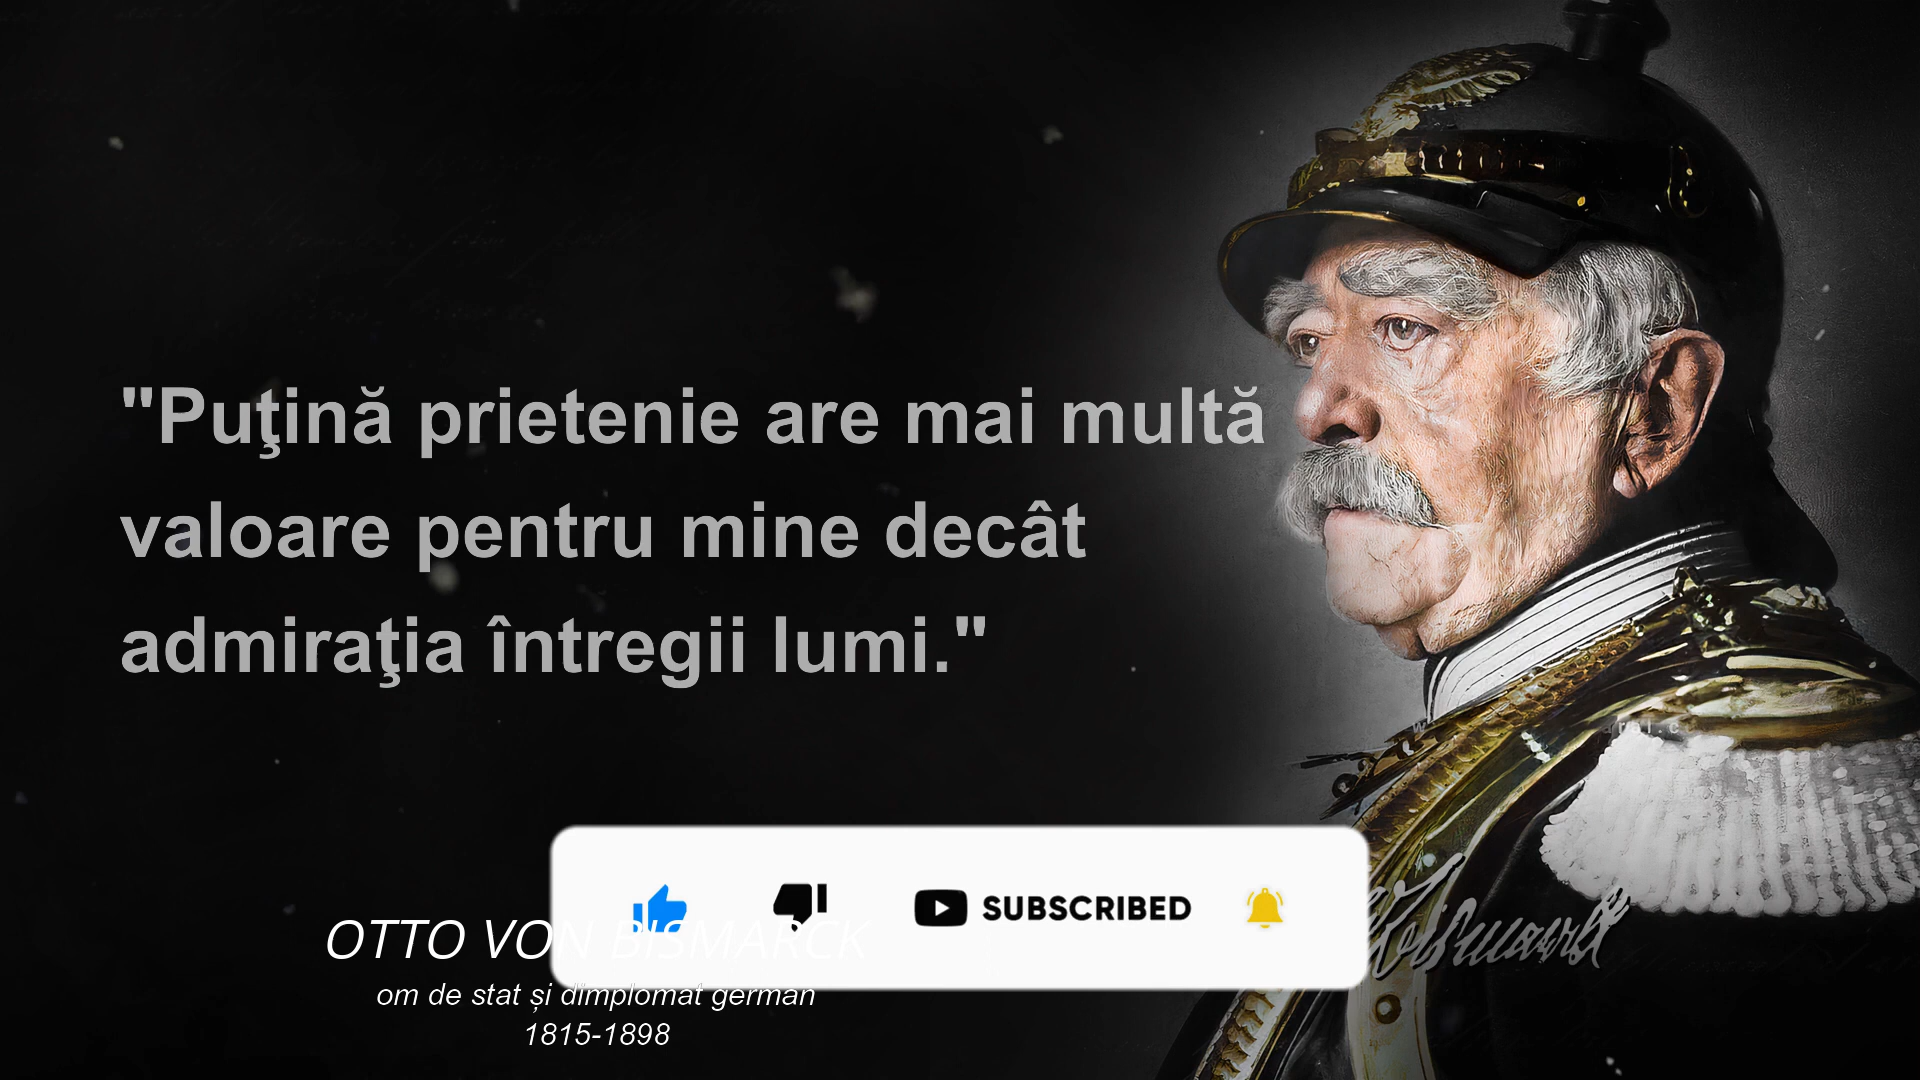 "Puţină prietenie are mai multă
valoare pentru mine decât
admiraţia întregii lumi."
SUBSCRIBED
OTTO VON BISMARCK
om de stat și dimplomat german
1815-1898